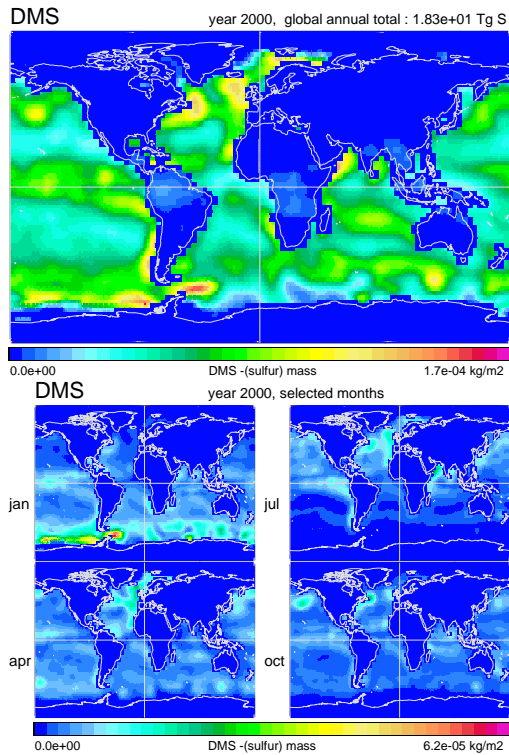 DMS year 2000, global annual total : 1.83e+01 Tg S
0.0e+00 DMS -(sulfur) mass 1.7e-04 kg/m2
DMS year 2000, selected months
jan jul
apr oct
0.0e+00 DMS -(sulfur) mass 6.2e-05 kg/m2